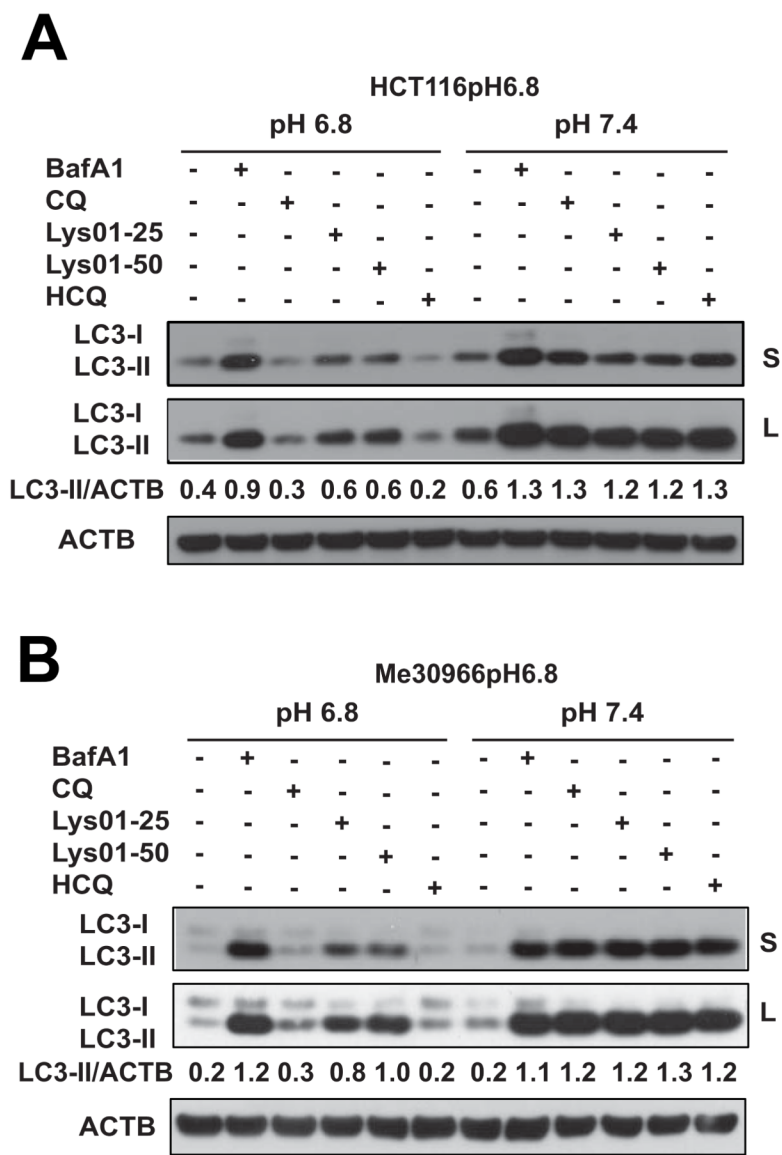 A
HCT116pH6.8
pH 6.8 pH 7.4
BafA1 - + - - - - - + - - - -
CQ - - + - - - - - + - - -
Lys01-25 - - - + - - - - - + - -
Lys01-50 - - - - + - - - - - + -
HCQ - - - - - + - - - - - +
LC3-I
LC3-II S
LC3-I
LC3-II L
LC3-II/ACTB 0.4 0.9 0.3 0.6 0.6 0.2 0.6 1.3 1.3 1.2 1.2 1.3
ACTB
B
Me30966pH6.8
pH 6.8 pH 7.4
BafA1 - + - - - - - + - - - -
CQ - - + - - - - - + - - -
Lys01-25 - - - + - - - - - + - -
Lys01-50 - - - - + - - - - - + -
HCQ - - - - - + - - - - - +
LC3-I
LC3-II S
LC3-I
LC3-II L
LC3-II/ACTB 0.2 1.2 0.3 0.8 1.0 0.2 0.2 1.1 1.2 1.2 1.3 1.2
ACTB